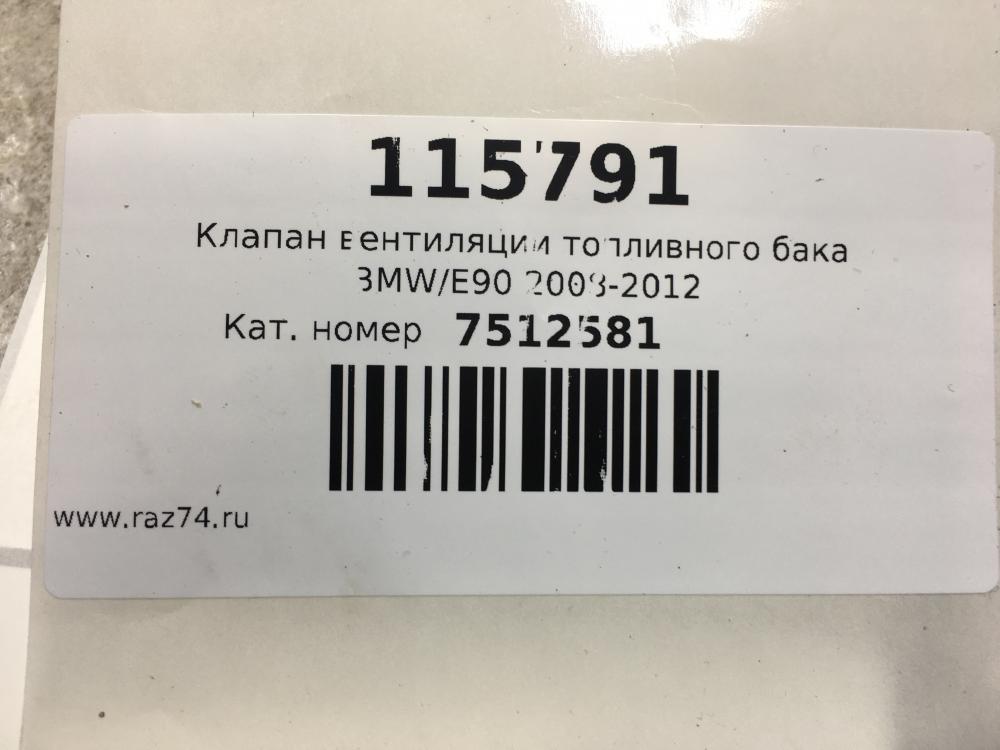 115791
Клапан вентиляции топливного бака
BMW/E90 2008-2012
Кат. номер 7512581
www.raz74.ru